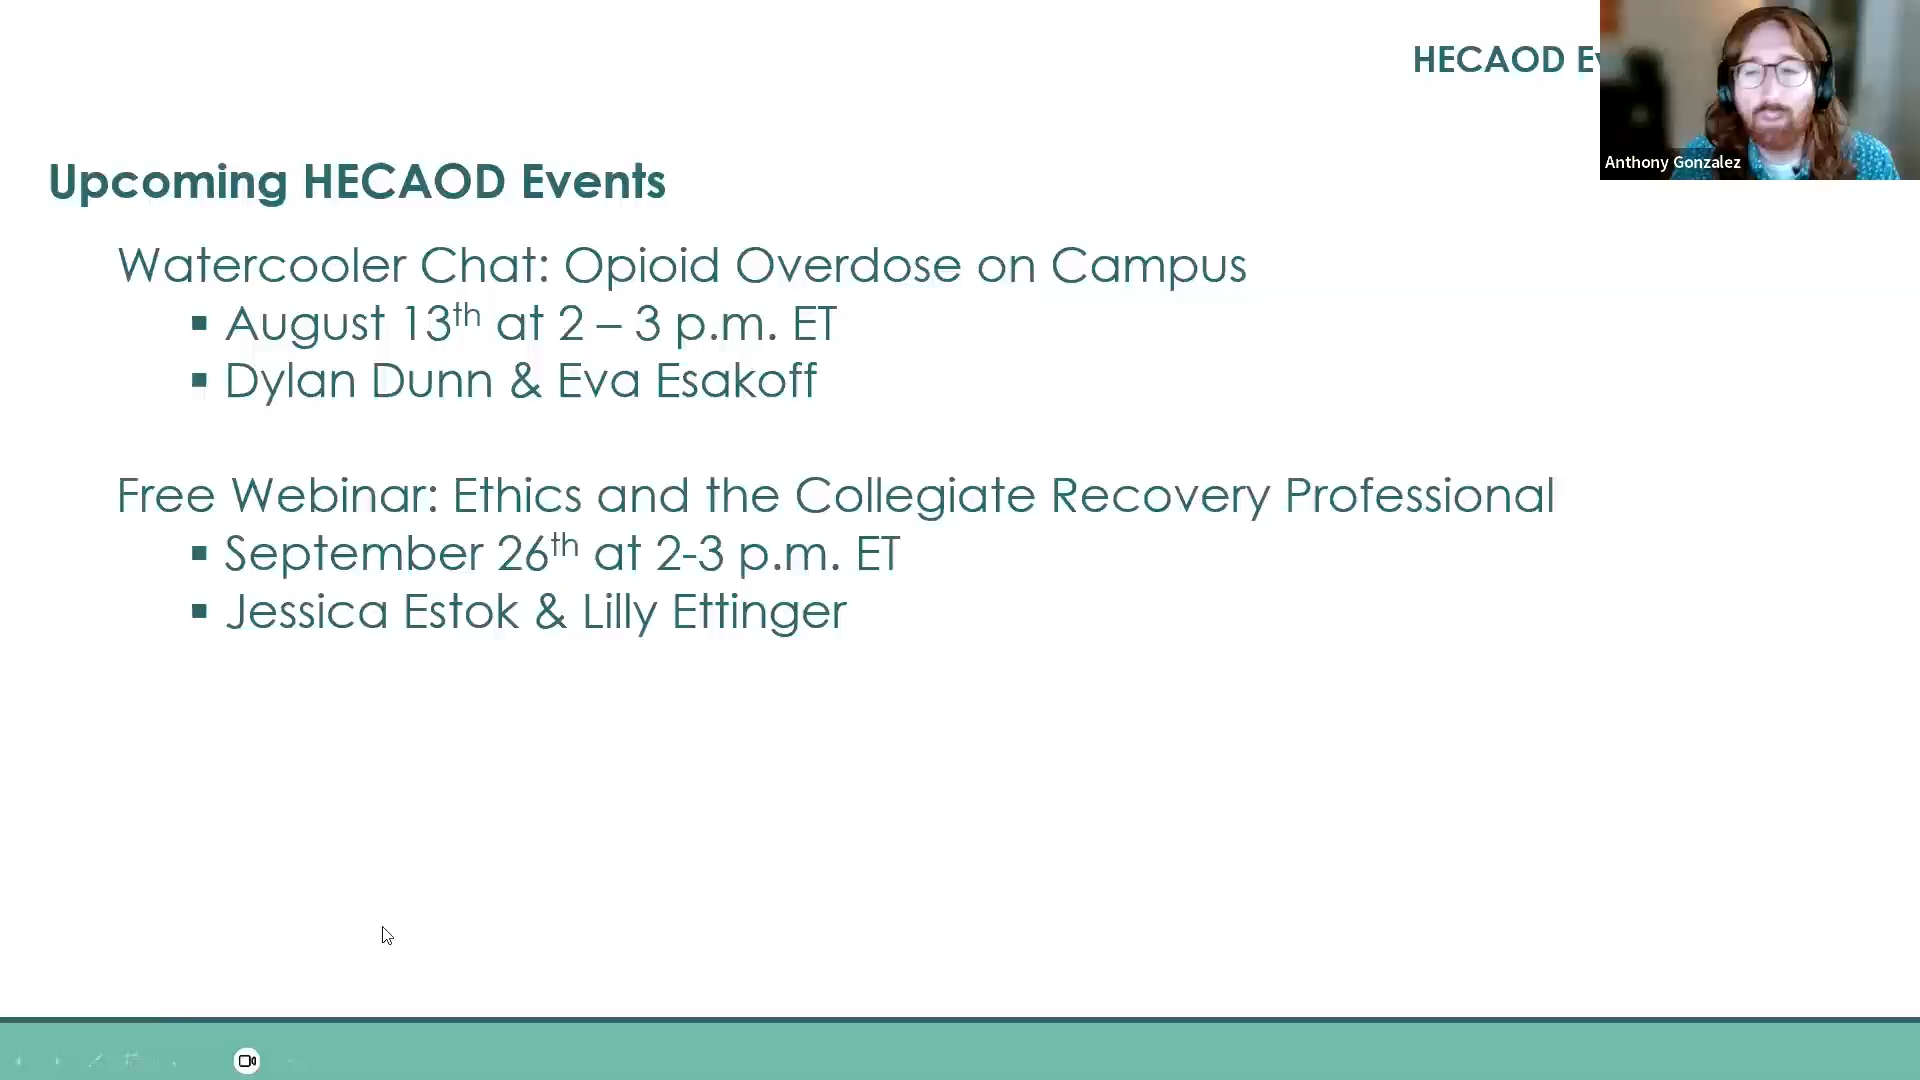 HECAOD
Anthony Gonzalez
Upcoming HECAOD Events
Watercooler Chat: Opioid Overdose on Campus
▪ August 13th at 2 – 3 p.m. ET
▪ Dylan Dunn & Eva Esakoff
Free Webinar: Ethics and the Collegiate Recovery Professional
▪ September 26th at 2-3 p.m. ET
▪ Jessica Estok & Lilly Ettinger